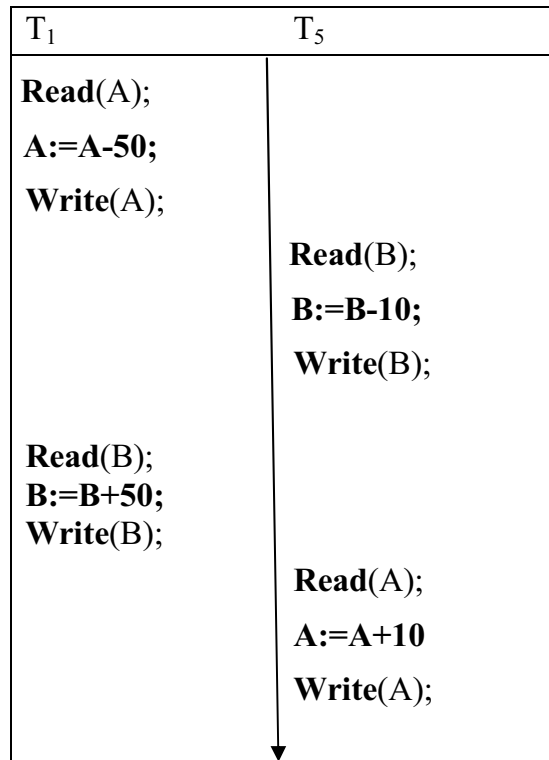 T₁ T₅
Read(A);
A:=A-50;
Write(A);
Read(B);
B:=B-10;
Write(B);
Read(B);
B:=B+50;
Write(B);
Read(A);
A:=A+10
Write(A);